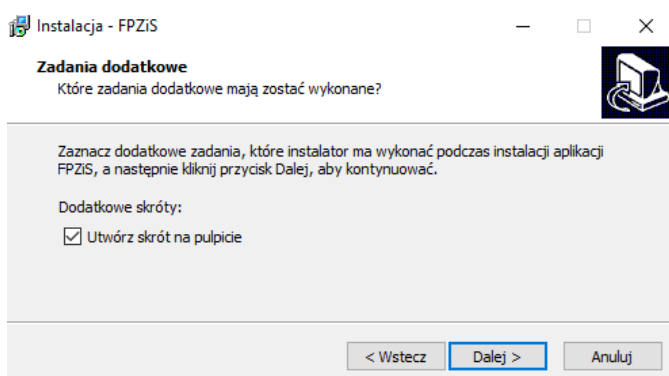 Instalacja - FPZiS
Zadania dodatkowe
Które zadania dodatkowe mają zostać wykonane?
Zaznacz dodatkowe zadania, które instalator ma wykonać podczas instalacji aplikacji
FPZiS, a następnie kliknij przycisk Dalej, aby kontynuować.
Dodatkowe skróty:
Utwórz skrót na pulpicie
< Wstecz
Dalej >
Anuluj